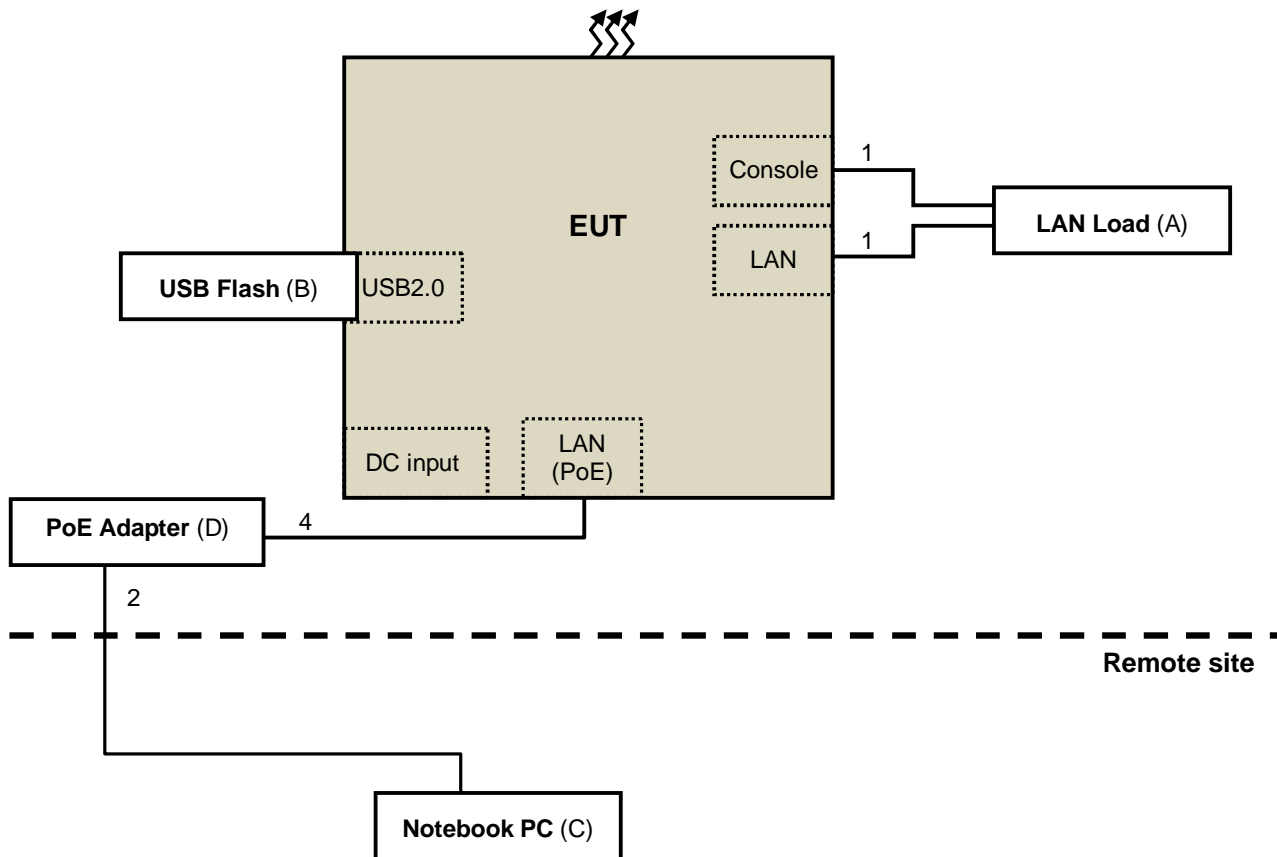 Console
1
EUT
LAN Load (A)
1
LAN
USB Flash (B)
USB2.0
DC input
LAN
(PoE)
PoE Adapter (D)
4
2
Remote site
Notebook PC (C)